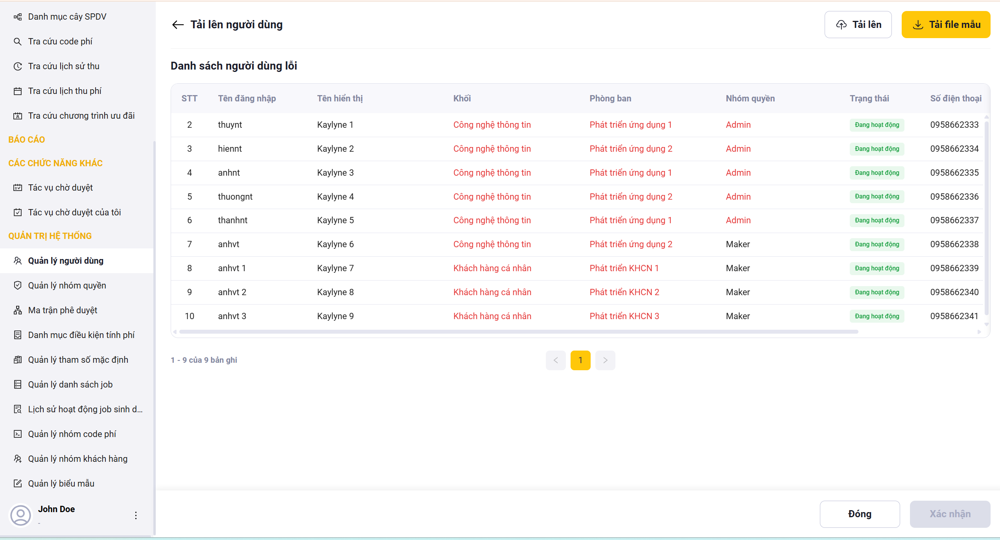 Danh mục cây SPDV
Tra cứu code phí
Tra cứu lịch sử thu
Tra cứu lịch thu phí
Tra cứu chương trình ưu đãi
BÁO CÁO
CÁC CHỨC NĂNG KHÁC
Tác vụ chờ duyệt
Tác vụ chờ duyệt của tôi
QUẢN TRỊ HỆ THỐNG
Quản lý người dùng
Quản lý nhóm quyền
Ma trận phê duyệt
Danh mục điều kiện tính phí
Quản lý tham số mặc định
Quản lý danh sách job
Lịch sử hoạt động job sinh d...
Quản lý nhóm code phí
Quản lý nhóm khách hàng
Quản lý biểu mẫu
John Doe
-
Tải lên người dùng
Tải lên
Tải file mẫu
Danh sách người dùng lỗi
STT Tên đăng nhập Tên hiển thị Khối Phòng ban Nhóm quyền Trạng thái Số điện thoại
2 thuynt Kaylyne 1 Công nghệ thông tin Phát triển ứng dụng 1 Admin Đang hoạt động 0958662333
3 hiennt Kaylyne 2 Công nghệ thông tin Phát triển ứng dụng 2 Admin Đang hoạt động 0958662334
4 anhnt Kaylyne 3 Công nghệ thông tin Phát triển ứng dụng 1 Admin Đang hoạt động 0958662335
5 thuongnt Kaylyne 4 Công nghệ thông tin Phát triển ứng dụng 2 Admin Đang hoạt động 0958662336
6 thanhnt Kaylyne 5 Công nghệ thông tin Phát triển ứng dụng 1 Admin Đang hoạt động 0958662337
7 anhvt Kaylyne 6 Công nghệ thông tin Phát triển ứng dụng 2 Maker Đang hoạt động 0958662338
8 anhvt 1 Kaylyne 7 Khách hàng cá nhân Phát triển KHCN 1 Maker Đang hoạt động 0958662339
9 anhvt 2 Kaylyne 8 Khách hàng cá nhân Phát triển KHCN 2 Maker Đang hoạt động 0958662340
10 anhvt 3 Kaylyne 9 Khách hàng cá nhân Phát triển KHCN 3 Maker Đang hoạt động 0958662341
1 - 9 của 9 bản ghi
1
Đóng
Xác nhận